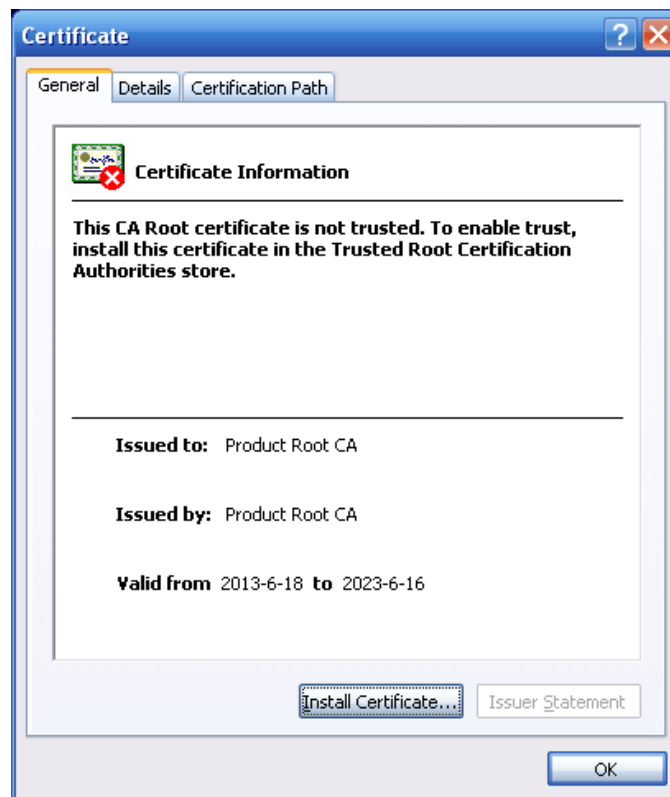 Certificate
General Details Certification Path
Certificate Information
This CA Root certificate is not trusted. To enable trust,
install this certificate in the Trusted Root Certification
Authorities store.
Issued to: Product Root CA
Issued by: Product Root CA
Valid from 2013-6-18 to 2023-6-16
Install Certificate... Issuer Statement
OK